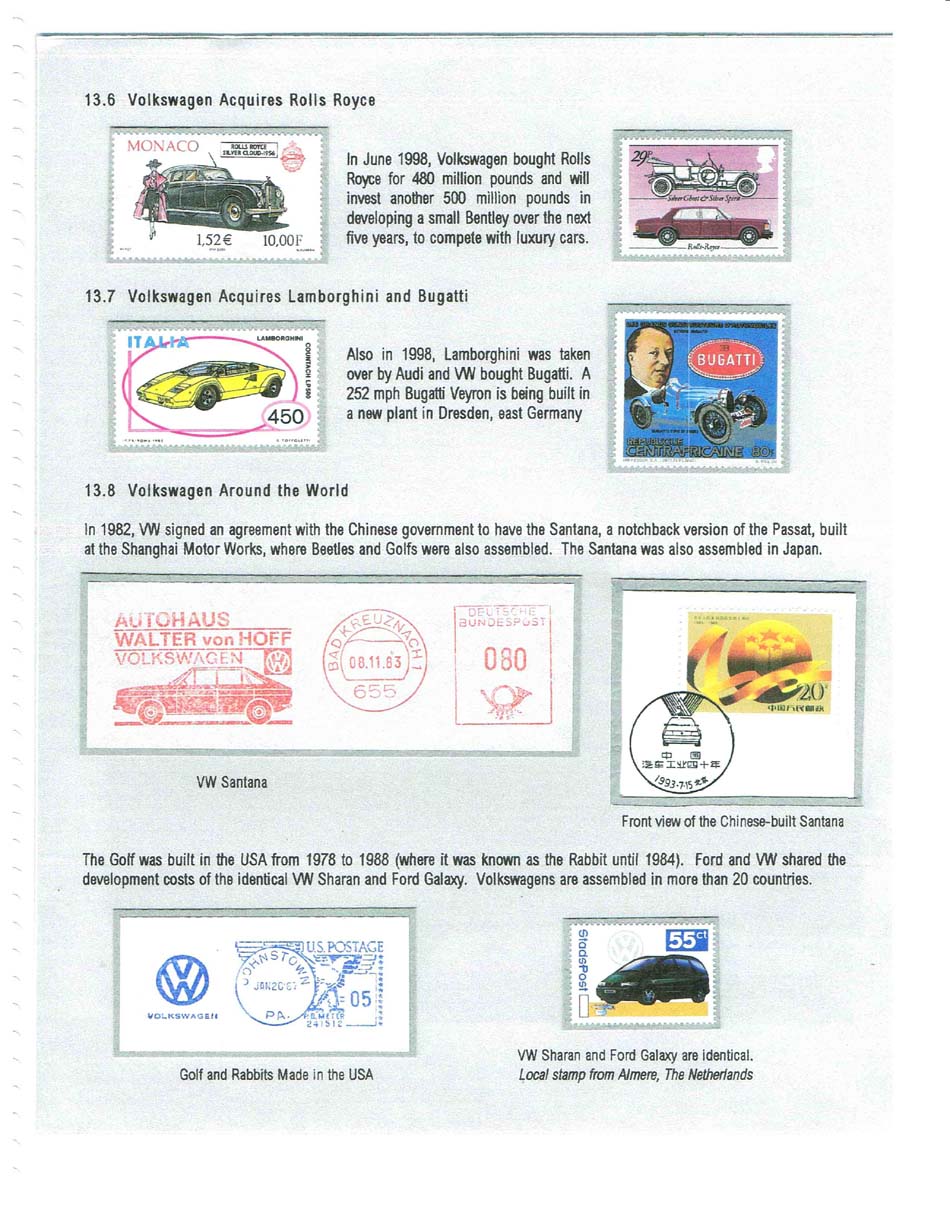 13.6 Volkswagen Acquires Rolls Royce
MONACO
ROLLS ROYCE
SILVER CLOUD-1956
1,52€ 10,00F
In June 1998, Volkswagen bought Rolls
Royce for 480 million pounds and will
invest another 500 million pounds in
developing a small Bentley over the next
five years, to compete with luxury cars.
29P
Silver Ghost & Silver Spirit
Rolls-Royce
13.7 Volkswagen Acquires Lamborghini and Bugatti
ITALIA
LAMBORGHINI
COUNTACH LP500
450
Also in 1998, Lamborghini was taken
over by Audi and VW bought Bugatti. A
252 mph Bugatti Veyron is being built in
a new plant in Dresden, east Germany
BUGATTI
REPUBLIQUE
CENTRAFRICAINE 80F
13.8 Volkswagen Around the World
In 1982, VW signed an agreement with the Chinese government to have the Santana, a notchback version of the Passat, built
at the Shanghai Motor Works, where Beetles and Golfs were also assembled. The Santana was also assembled in Japan.
AUTOHAUS
WALTER von HOFF
VOLKSWAGEN
BAD KREUZNACH 1
08.11.83
655
DEUTSCHE
BUNDESPOST
080
20分
中国人民邮政
中国
汽车工业四十年
1993·7·15 北京
VW Santana
Front view of the Chinese-built Santana
The Golf was built in the USA from 1978 to 1988 (where it was known as the Rabbit until 1984). Ford and VW shared the
development costs of the identical VW Sharan and Ford Galaxy. Volkswagens are assembled in more than 20 countries.
VOLKSWAGEN
JOHNSTOWN
PA.
U.S. POSTAGE
05
P.B. METER
241512
StadsPost
55ct
Golf and Rabbits Made in the USA
VW Sharan and Ford Galaxy are identical.
Local stamp from Almere, The Netherlands